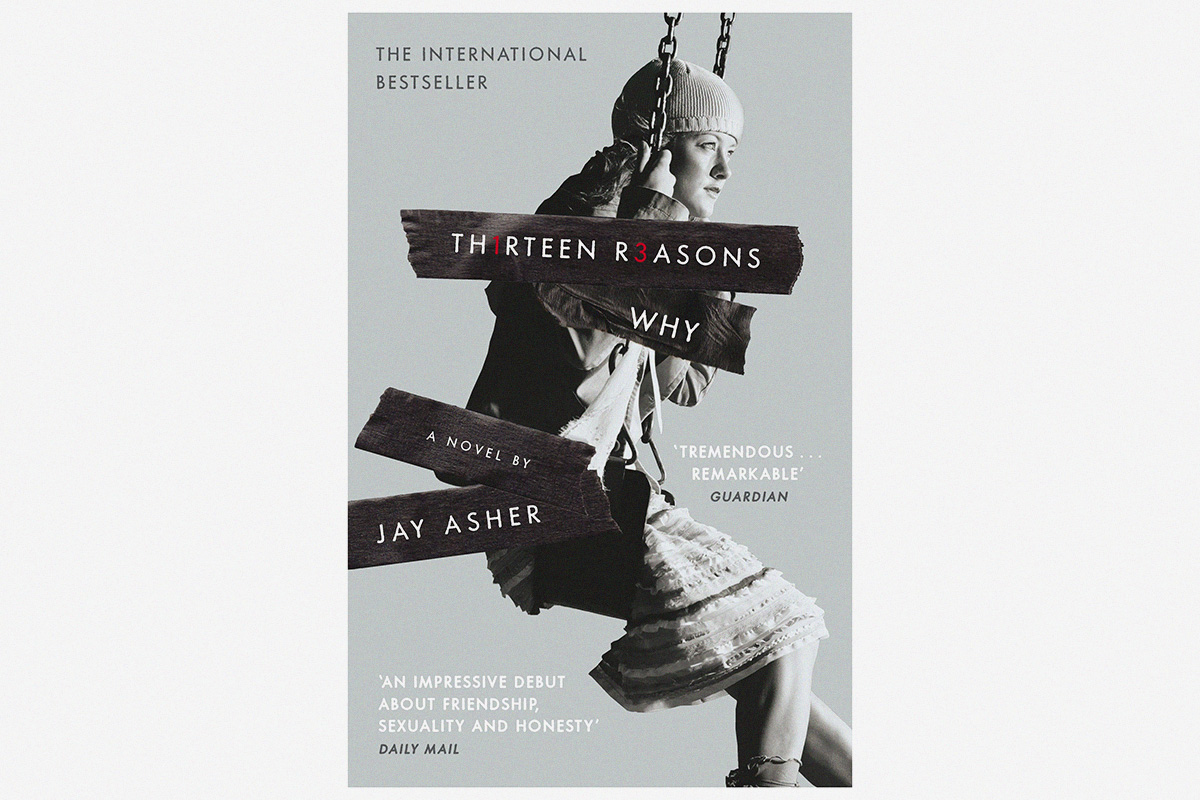 THE INTERNATIONAL
BESTSELLER
TH1RTEEN R3ASONS
WHY
A NOVEL BY
JAY ASHER
‘TREMENDOUS . . .
REMARKABLE’
GUARDIAN
‘AN IMPRESSIVE DEBUT
ABOUT FRIENDSHIP,
SEXUALITY AND HONESTY’
DAILY MAIL